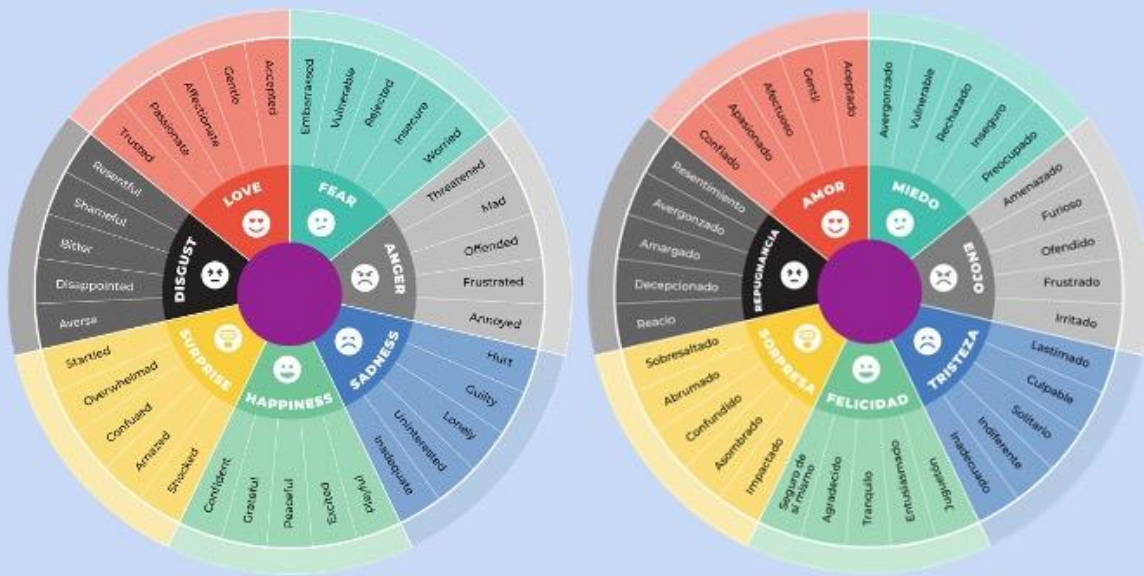 LOVE
Trusted
Passionate
Affectionate
Gentle
Accepted
FEAR
Embarrassed
Vulnerable
Rejected
Insecure
Worried
ANGER
Threatened
Mad
Offended
Frustrated
Annoyed
SADNESS
Hurt
Guilty
Lonely
Uninterested
Inadequate
HAPPINESS
Playful
Excited
Peaceful
Grateful
Confident
SURPRISE
Shocked
Amazed
Confused
Overwhelmed
Startled
DISGUST
Averse
Disappointed
Bitter
Shameful
Resentful
AMOR
Confiado
Apasionado
Afectuoso
Gentil
Aceptado
MIEDO
Avergonzado
Vulnerable
Rechazado
Inseguro
Preocupado
ENOJO
Amenazado
Furioso
Ofendido
Frustrado
Irritado
TRISTEZA
Lastimado
Culpable
Solitario
Indiferente
Inadecuado
FELICIDAD
Juguetón
Entusiasmado
Tranquilo
Agradecido
Seguro de
sí mismo
SORPRESA
Impactado
Asombrado
Confundido
Abrumado
Sobresaltado
REPUGNANCIA
Reacio
Decepcionado
Amargado
Avergonzado
Resentimiento